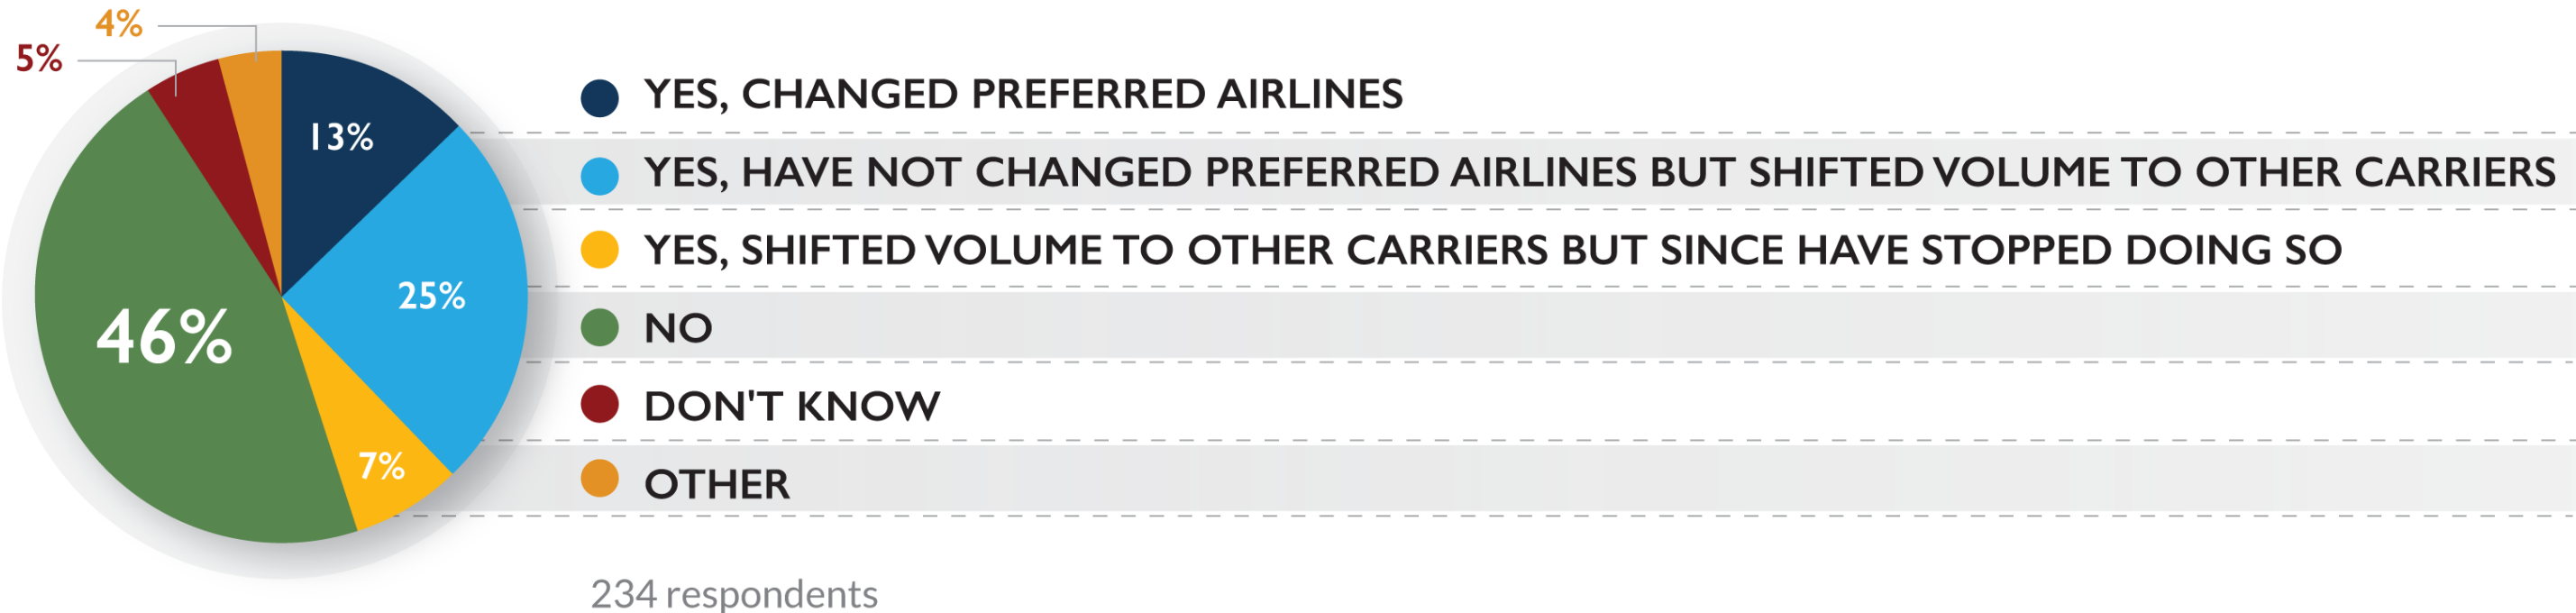 4%
5%
13%
25%
7%
46%
YES, CHANGED PREFERRED AIRLINES
YES, HAVE NOT CHANGED PREFERRED AIRLINES BUT SHIFTED VOLUME TO OTHER CARRIERS
YES, SHIFTED VOLUME TO OTHER CARRIERS BUT SINCE HAVE STOPPED DOING SO
NO
DON'T KNOW
OTHER
234 respondents